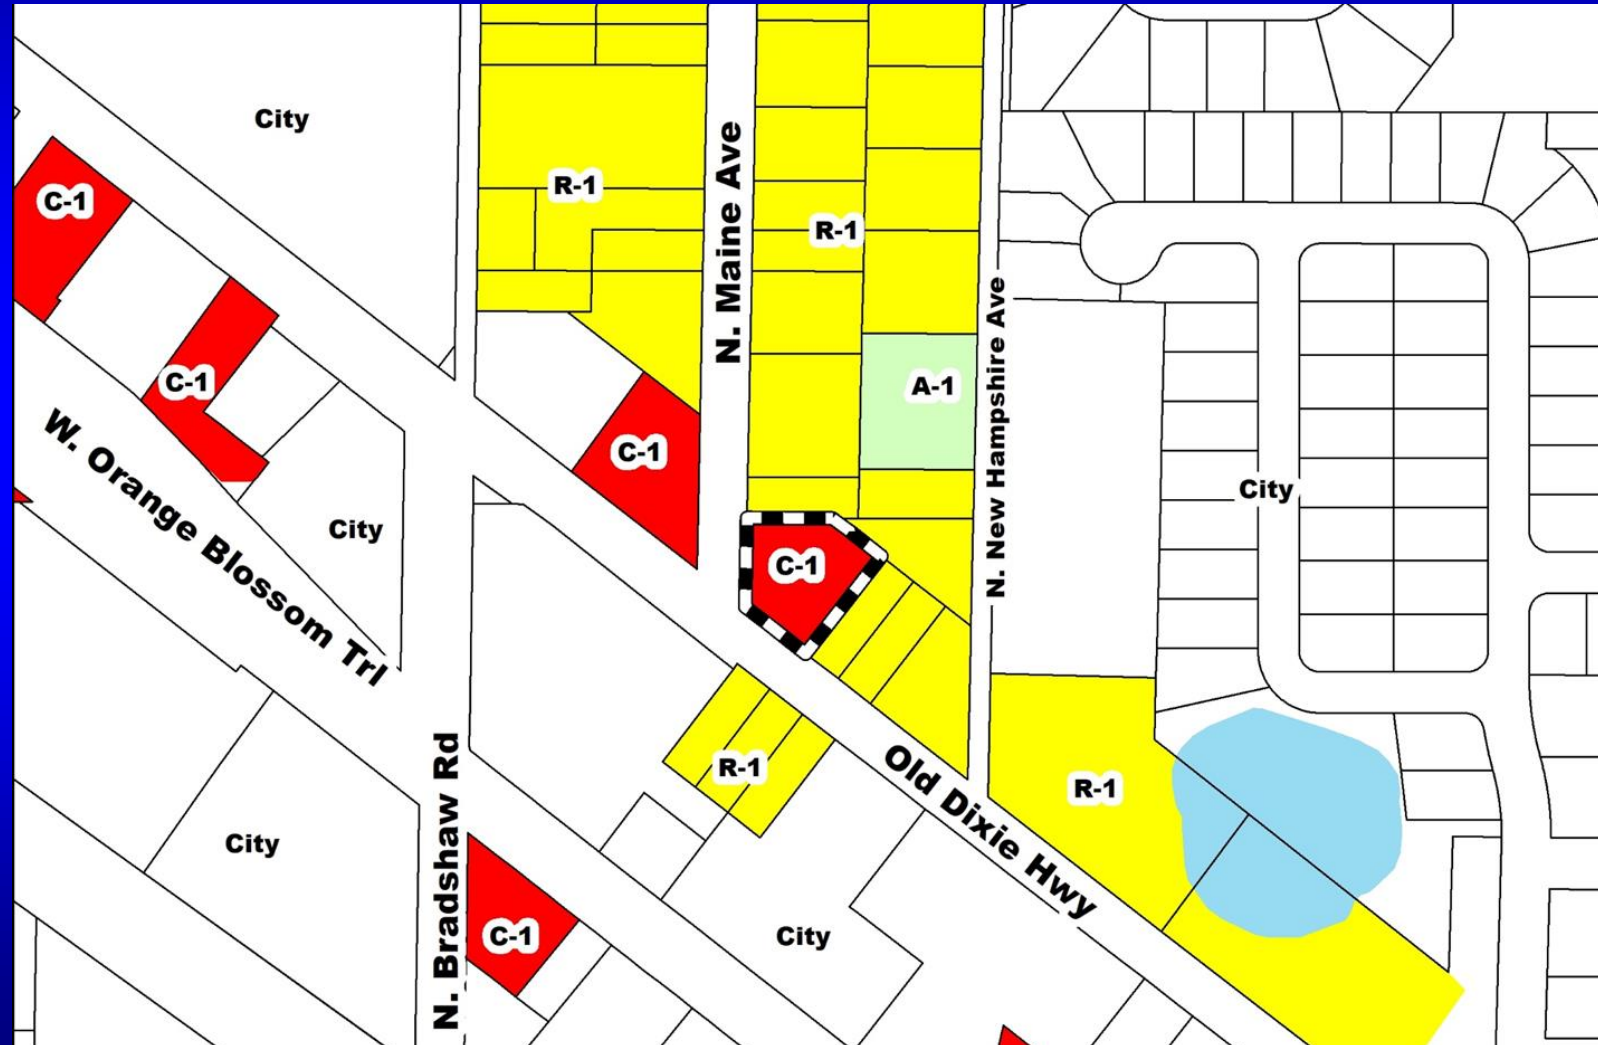 City
C-1
R-1
N. Maine Ave
R-1
C-1
A-1
N. New Hampshire Ave
C-1
W. Orange Blossom Trl
City
City
C-1
R-1
Old Dixie Hwy
R-1
N. Bradshaw Rd
City
C-1
City